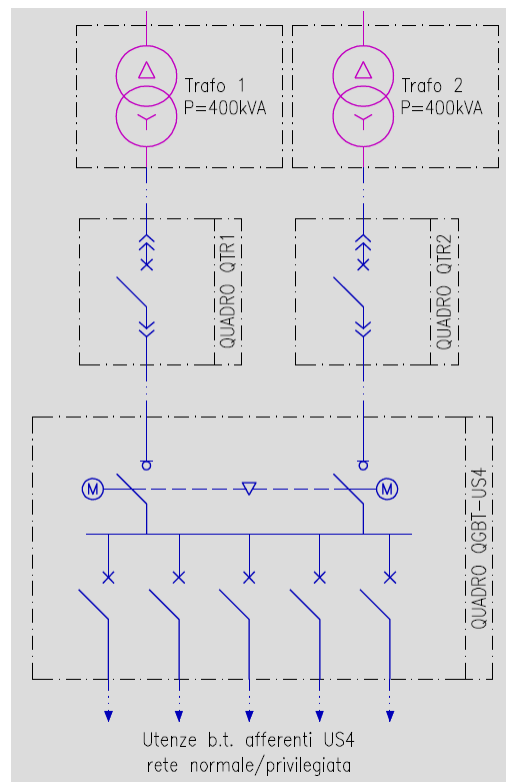 Trafo 1
P=400kVA
Trafo 2
P=400kVA
QUADRO QTR1
QUADRO QTR2
M
M
QUADRO QGBT-US4
Utenze b.t. afferenti US4
rete normale/privilegiata